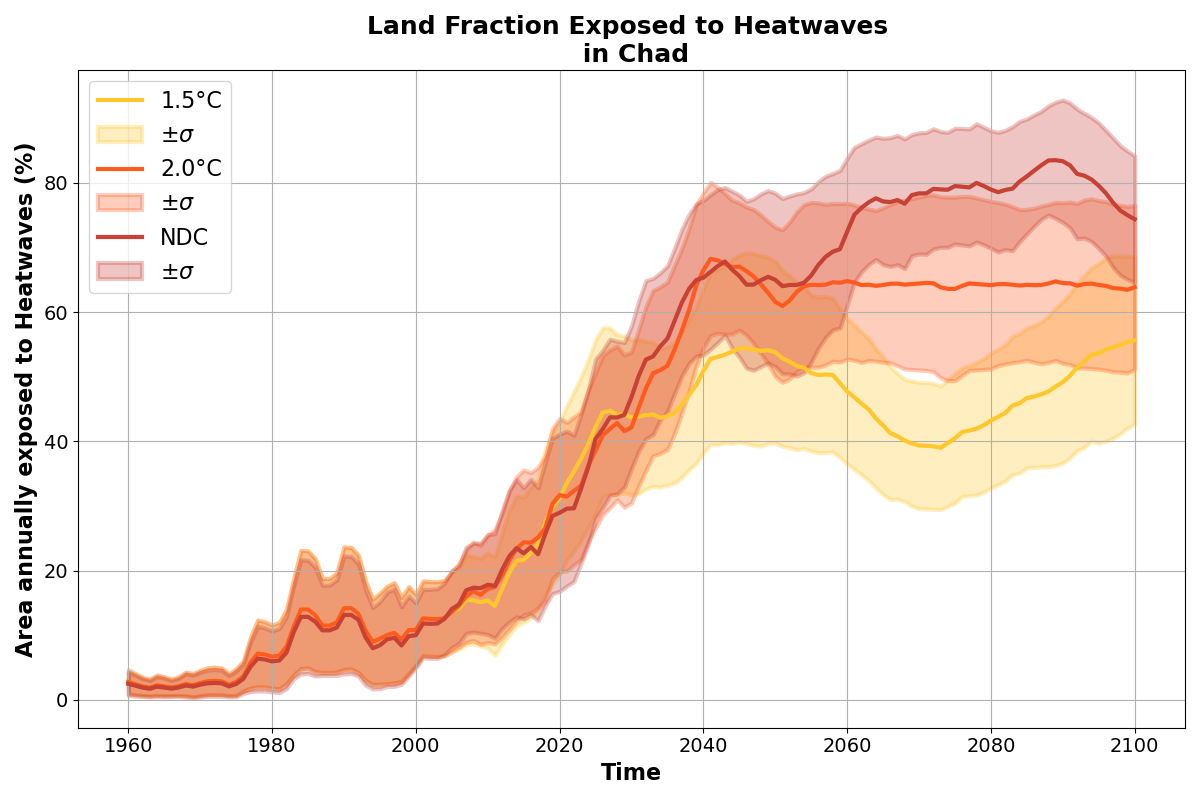 Land Fraction Exposed to Heatwaves
in Chad
1.5°C
±σ
2.0°C
±σ
NDC
±σ
Area annually exposed to Heatwaves (%)
80
60
40
20
0
1960 1980 2000 2020 2040 2060 2080 2100
Time